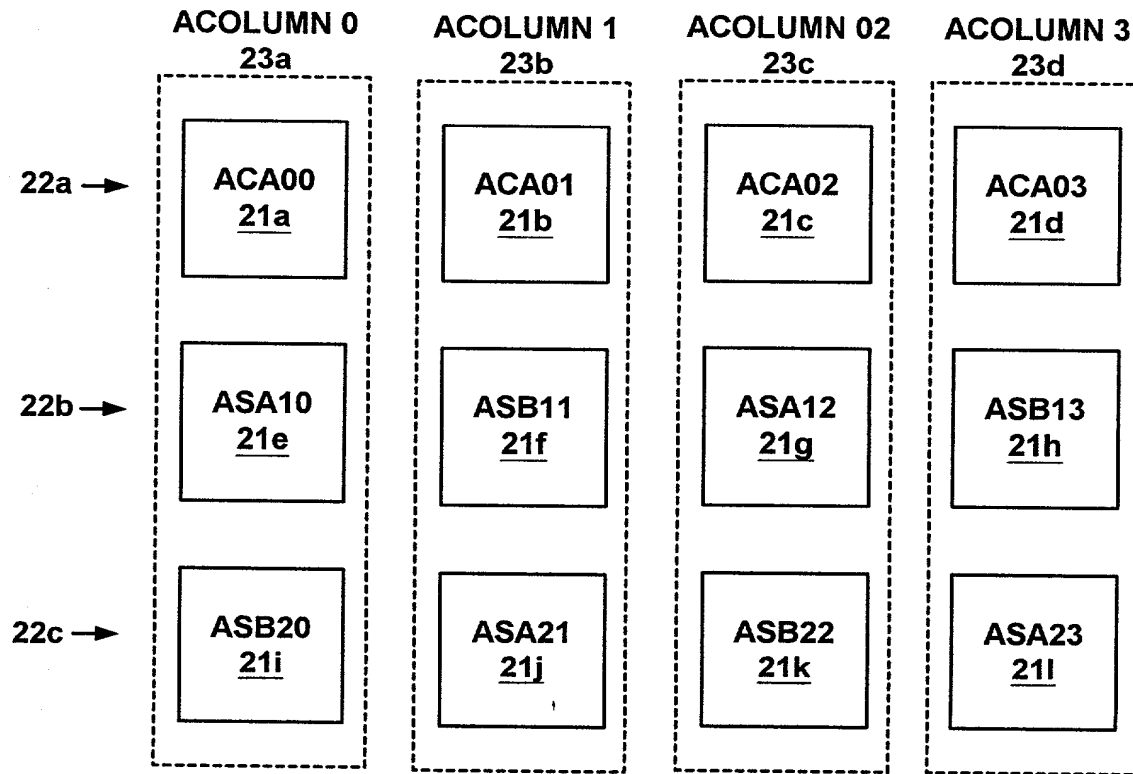 ACOLUMN 0 ACOLUMN 1 ACOLUMN 02 ACOLUMN 3
23a 23b 23c 23d
22a ACA00 ACA01 ACA02 ACA03
21a 21b 21c 21d
22b ASA10 ASB11 ASA12 ASB13
21e 21f 21g 21h
22c ASB20 ASA21 ASB22 ASA23
21i 21j 21k 21l